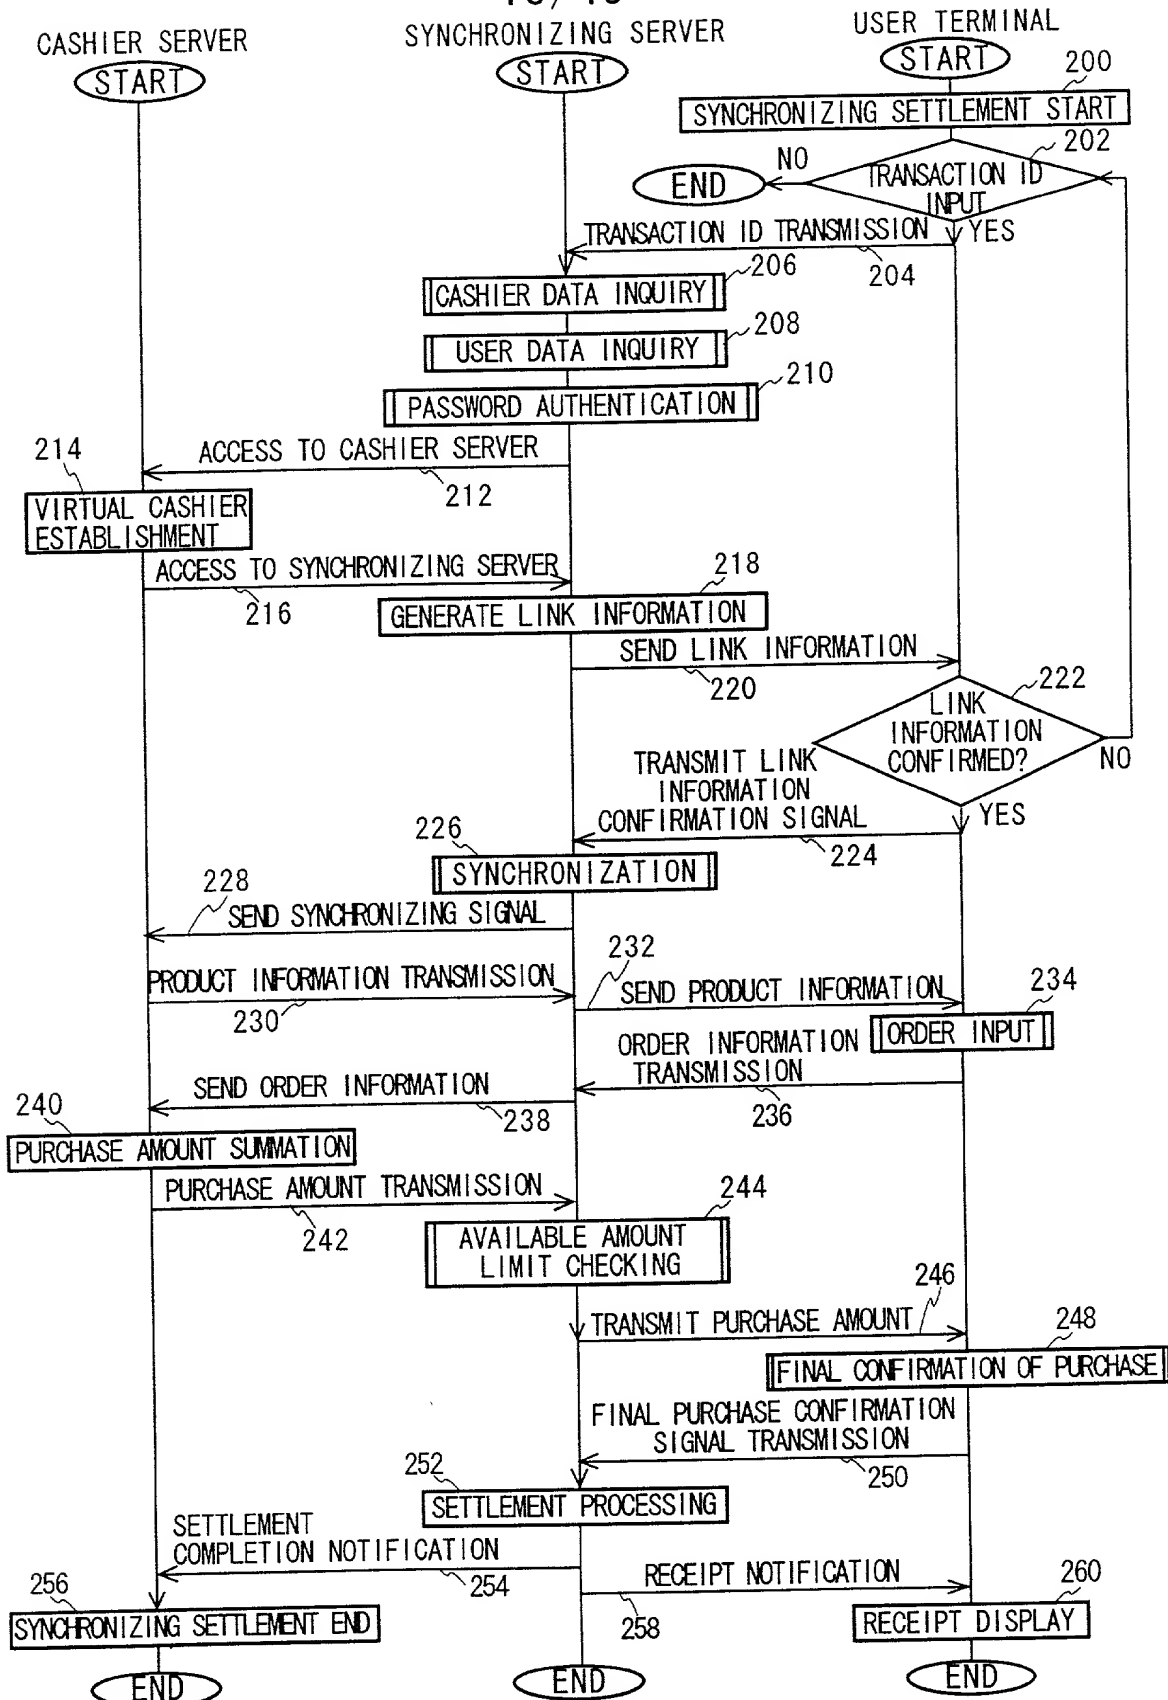 CASHIER SERVER
SYNCHRONIZING SERVER
USER TERMINAL
START
START
START
200
SYNCHRONIZING SETTLEMENT START
202
NO
TRANSACTION ID
INPUT
END
YES
TRANSACTION ID TRANSMISSION
204
206
CASHIER DATA INQUIRY
208
USER DATA INQUIRY
210
PASSWORD AUTHENTICATION
214
ACCESS TO CASHIER SERVER
212
VIRTUAL CASHIER
ESTABLISHMENT
ACCESS TO SYNCHRONIZING SERVER
216
218
GENERATE LINK INFORMATION
SEND LINK INFORMATION
220
222
LINK
INFORMATION
CONFIRMED?
NO
YES
TRANSMIT LINK
INFORMATION
CONFIRMATION SIGNAL
224
226
SYNCHRONIZATION
228
SEND SYNCHRONIZING SIGNAL
PRODUCT INFORMATION TRANSMISSION
230
232
SEND PRODUCT INFORMATION
234
ORDER INPUT
ORDER INFORMATION
TRANSMISSION
236
SEND ORDER INFORMATION
238
240
PURCHASE AMOUNT SUMMATION
PURCHASE AMOUNT TRANSMISSION
242
244
AVAILABLE AMOUNT
LIMIT CHECKING
246
TRANSMIT PURCHASE AMOUNT
248
FINAL CONFIRMATION OF PURCHASE
FINAL PURCHASE CONFIRMATION
SIGNAL TRANSMISSION
250
252
SETTLEMENT PROCESSING
SETTLEMENT
COMPLETION NOTIFICATION
254
256
SYNCHRONIZING SETTLEMENT END
RECEIPT NOTIFICATION
258
260
RECEIPT DISPLAY
END
END
END